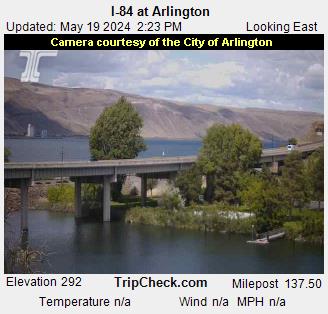 I-84 at Arlington
Updated: May 19 2024 2:23 PM Looking East
Camera courtesy of the City of Arlington
Elevation 292 TripCheck.com Milepost 137.50
Temperature n/a Wind n/a MPH n/a